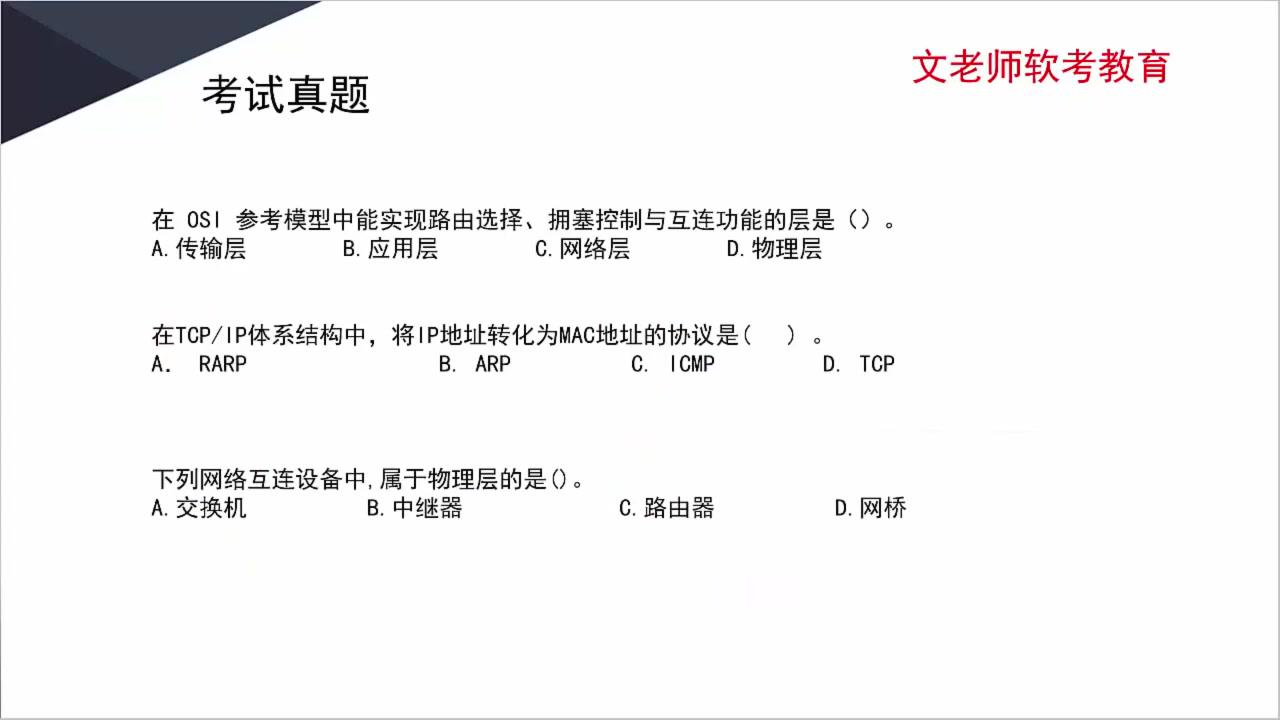 文老师软考教育
考试真题
在 OSI 参考模型中能实现路由选择、拥塞控制与互连功能的层是（）。
A.传输层 B.应用层 C.网络层 D.物理层
在TCP/IP体系结构中，将IP地址转化为MAC地址的协议是( ）。
A. RARP B. ARP C. ICMP D. TCP
下列网络互连设备中,属于物理层的是()。
A.交换机 B.中继器 C.路由器 D.网桥